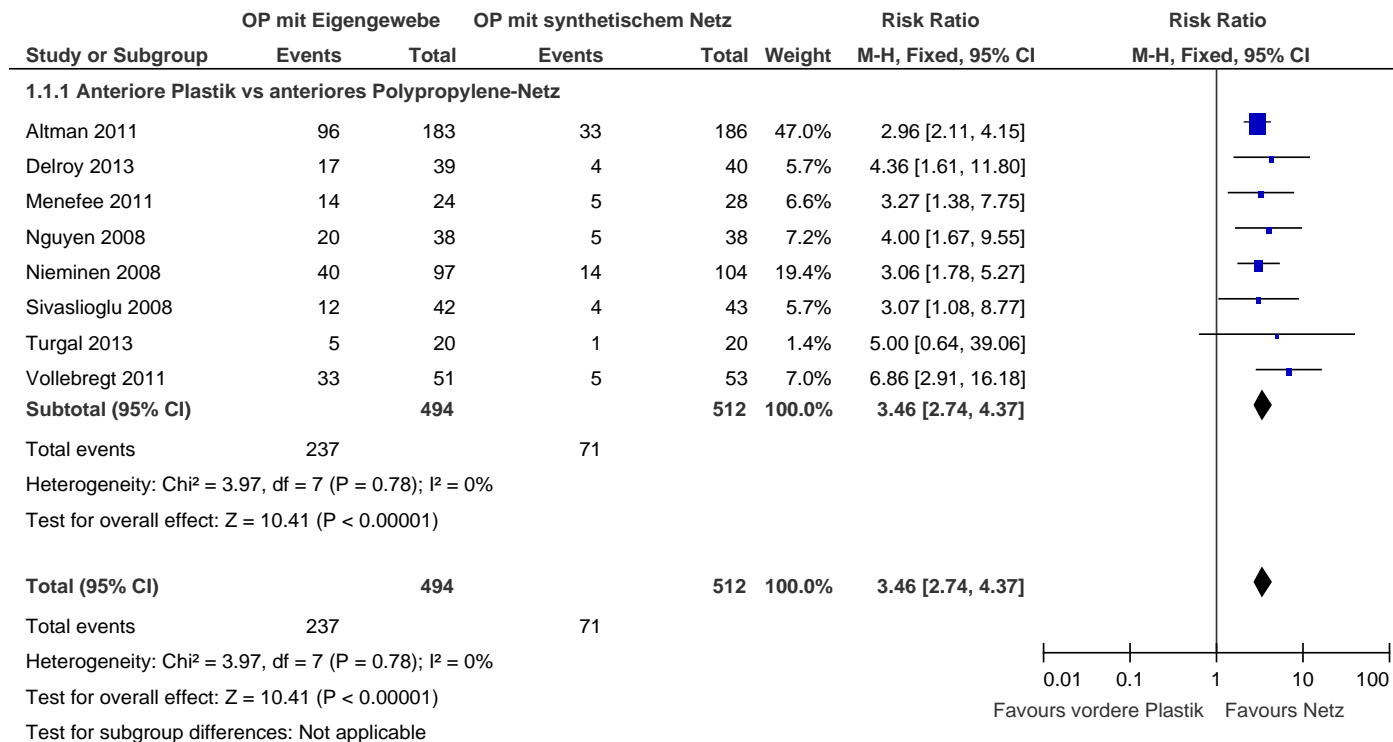 OP mit Eigengewebe OP mit synthetischem Netz Risk Ratio Risk Ratio
Study or Subgroup Events Total Events Total Weight M-H, Fixed, 95% CI M-H, Fixed, 95% CI
1.1.1 Anteriore Plastik vs anteriores Polypropylene-Netz
Altman 2011 96 183 33 186 47.0% 2.96 [2.11, 4.15]
Delroy 2013 17 39 4 40 5.7% 4.36 [1.61, 11.80]
Menefee 2011 14 24 5 28 6.6% 3.27 [1.38, 7.75]
Nguyen 2008 20 38 5 38 7.2% 4.00 [1.67, 9.55]
Nieminen 2008 40 97 14 104 19.4% 3.06 [1.78, 5.27]
Sivaslioglu 2008 12 42 4 43 5.7% 3.07 [1.08, 8.77]
Turgal 2013 5 20 1 20 1.4% 5.00 [0.64, 39.06]
Vollebregt 2011 33 51 5 53 7.0% 6.86 [2.91, 16.18]
Subtotal (95% CI) 494 512 100.0% 3.46 [2.74, 4.37]
Total events 237 71
Heterogeneity: Chi² = 3.97, df = 7 (P = 0.78); I² = 0%
Test for overall effect: Z = 10.41 (P < 0.00001)
Total (95% CI) 494 512 100.0% 3.46 [2.74, 4.37]
Total events 237 71
Heterogeneity: Chi² = 3.97, df = 7 (P = 0.78); I² = 0%
Test for overall effect: Z = 10.41 (P < 0.00001)
Test for subgroup differences: Not applicable
0.01 0.1 1 10 100
Favours vordere Plastik Favours Netz